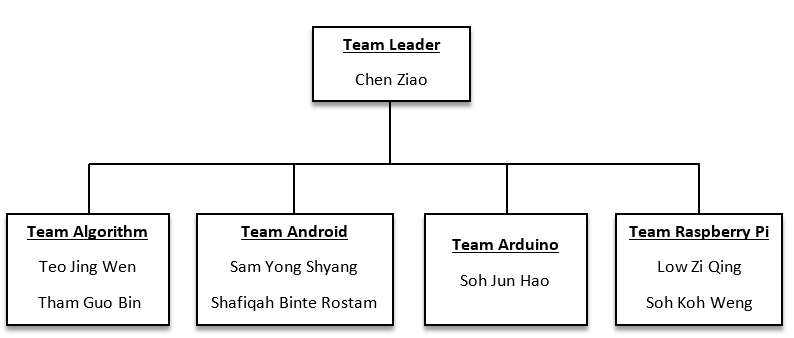 Team Leader
Chen Ziao
Team Algorithm
Teo Jing Wen
Tham Guo Bin
Team Android
Sam Yong Shyang
Shafiqah Binte Rostam
Team Arduino
Soh Jun Hao
Team Raspberry Pi
Low Zi Qing
Soh Koh Weng